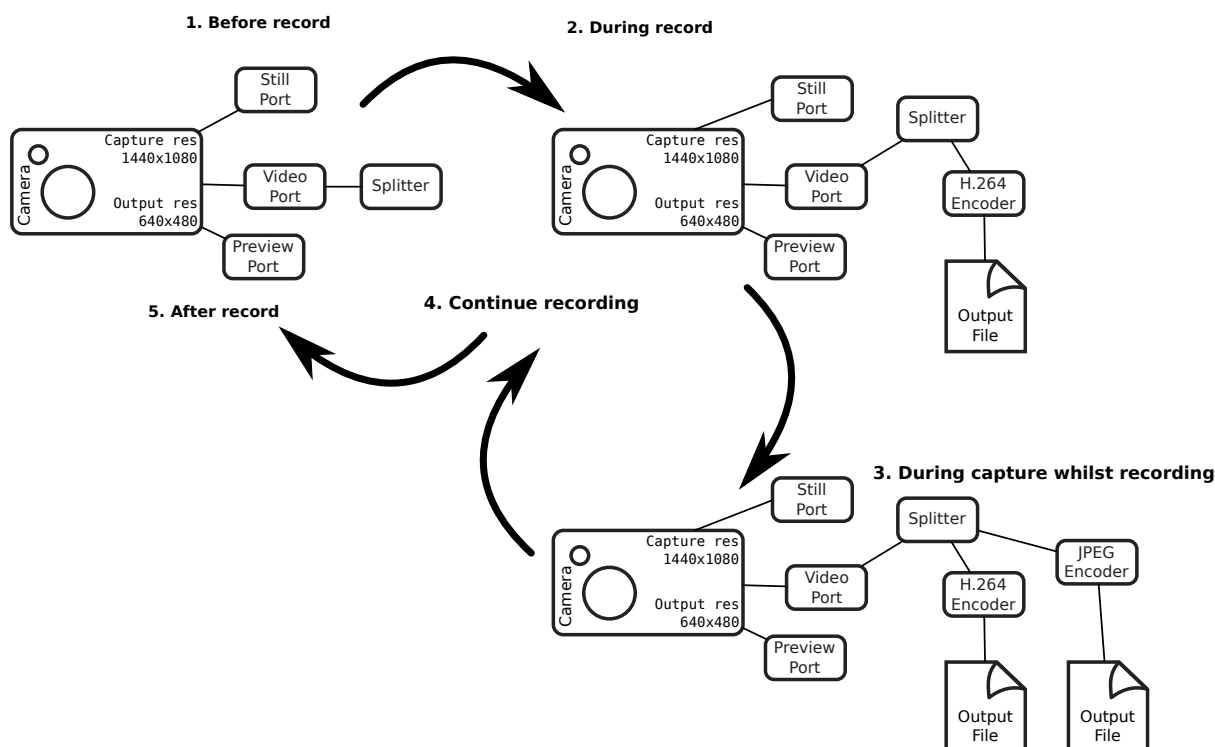 1. Before record
Still
Port
Capture res
1440x1080
Camera
Video
Port
Splitter
Output res
640x480
Preview
Port
2. During record
Still
Port
Splitter
Capture res
1440x1080
Camera
Video
Port
H.264
Encoder
Output res
640x480
Preview
Port
Output
File
5. After record
4. Continue recording
3. During capture whilst recording
Still
Port
Splitter
Capture res
1440x1080
Camera
JPEG
Encoder
Video
Port
H.264
Encoder
Output res
640x480
Preview
Port
Output
File
Output
File